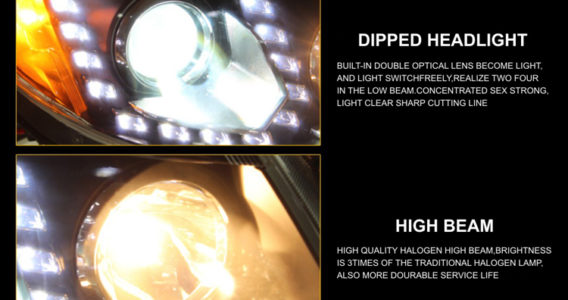 DIPPED HEADLIGHT
BUILT-IN DOUBLE OPTICAL LENS BECOME LIGHT,
AND LIGHT SWITCHFREELY,REALIZE TWO FOUR
IN THE LOW BEAM.CONCENTRATED SEX STRONG,
LIGHT CLEAR SHARP CUTTING LINE
HIGH BEAM
HIGH QUALITY HALOGEN HIGH BEAM,BRIGHTNESS
IS 3TIMES OF THE TRADITIONAL HALOGEN LAMP,
ALSO MORE DOURABLE SERVICE LIFE